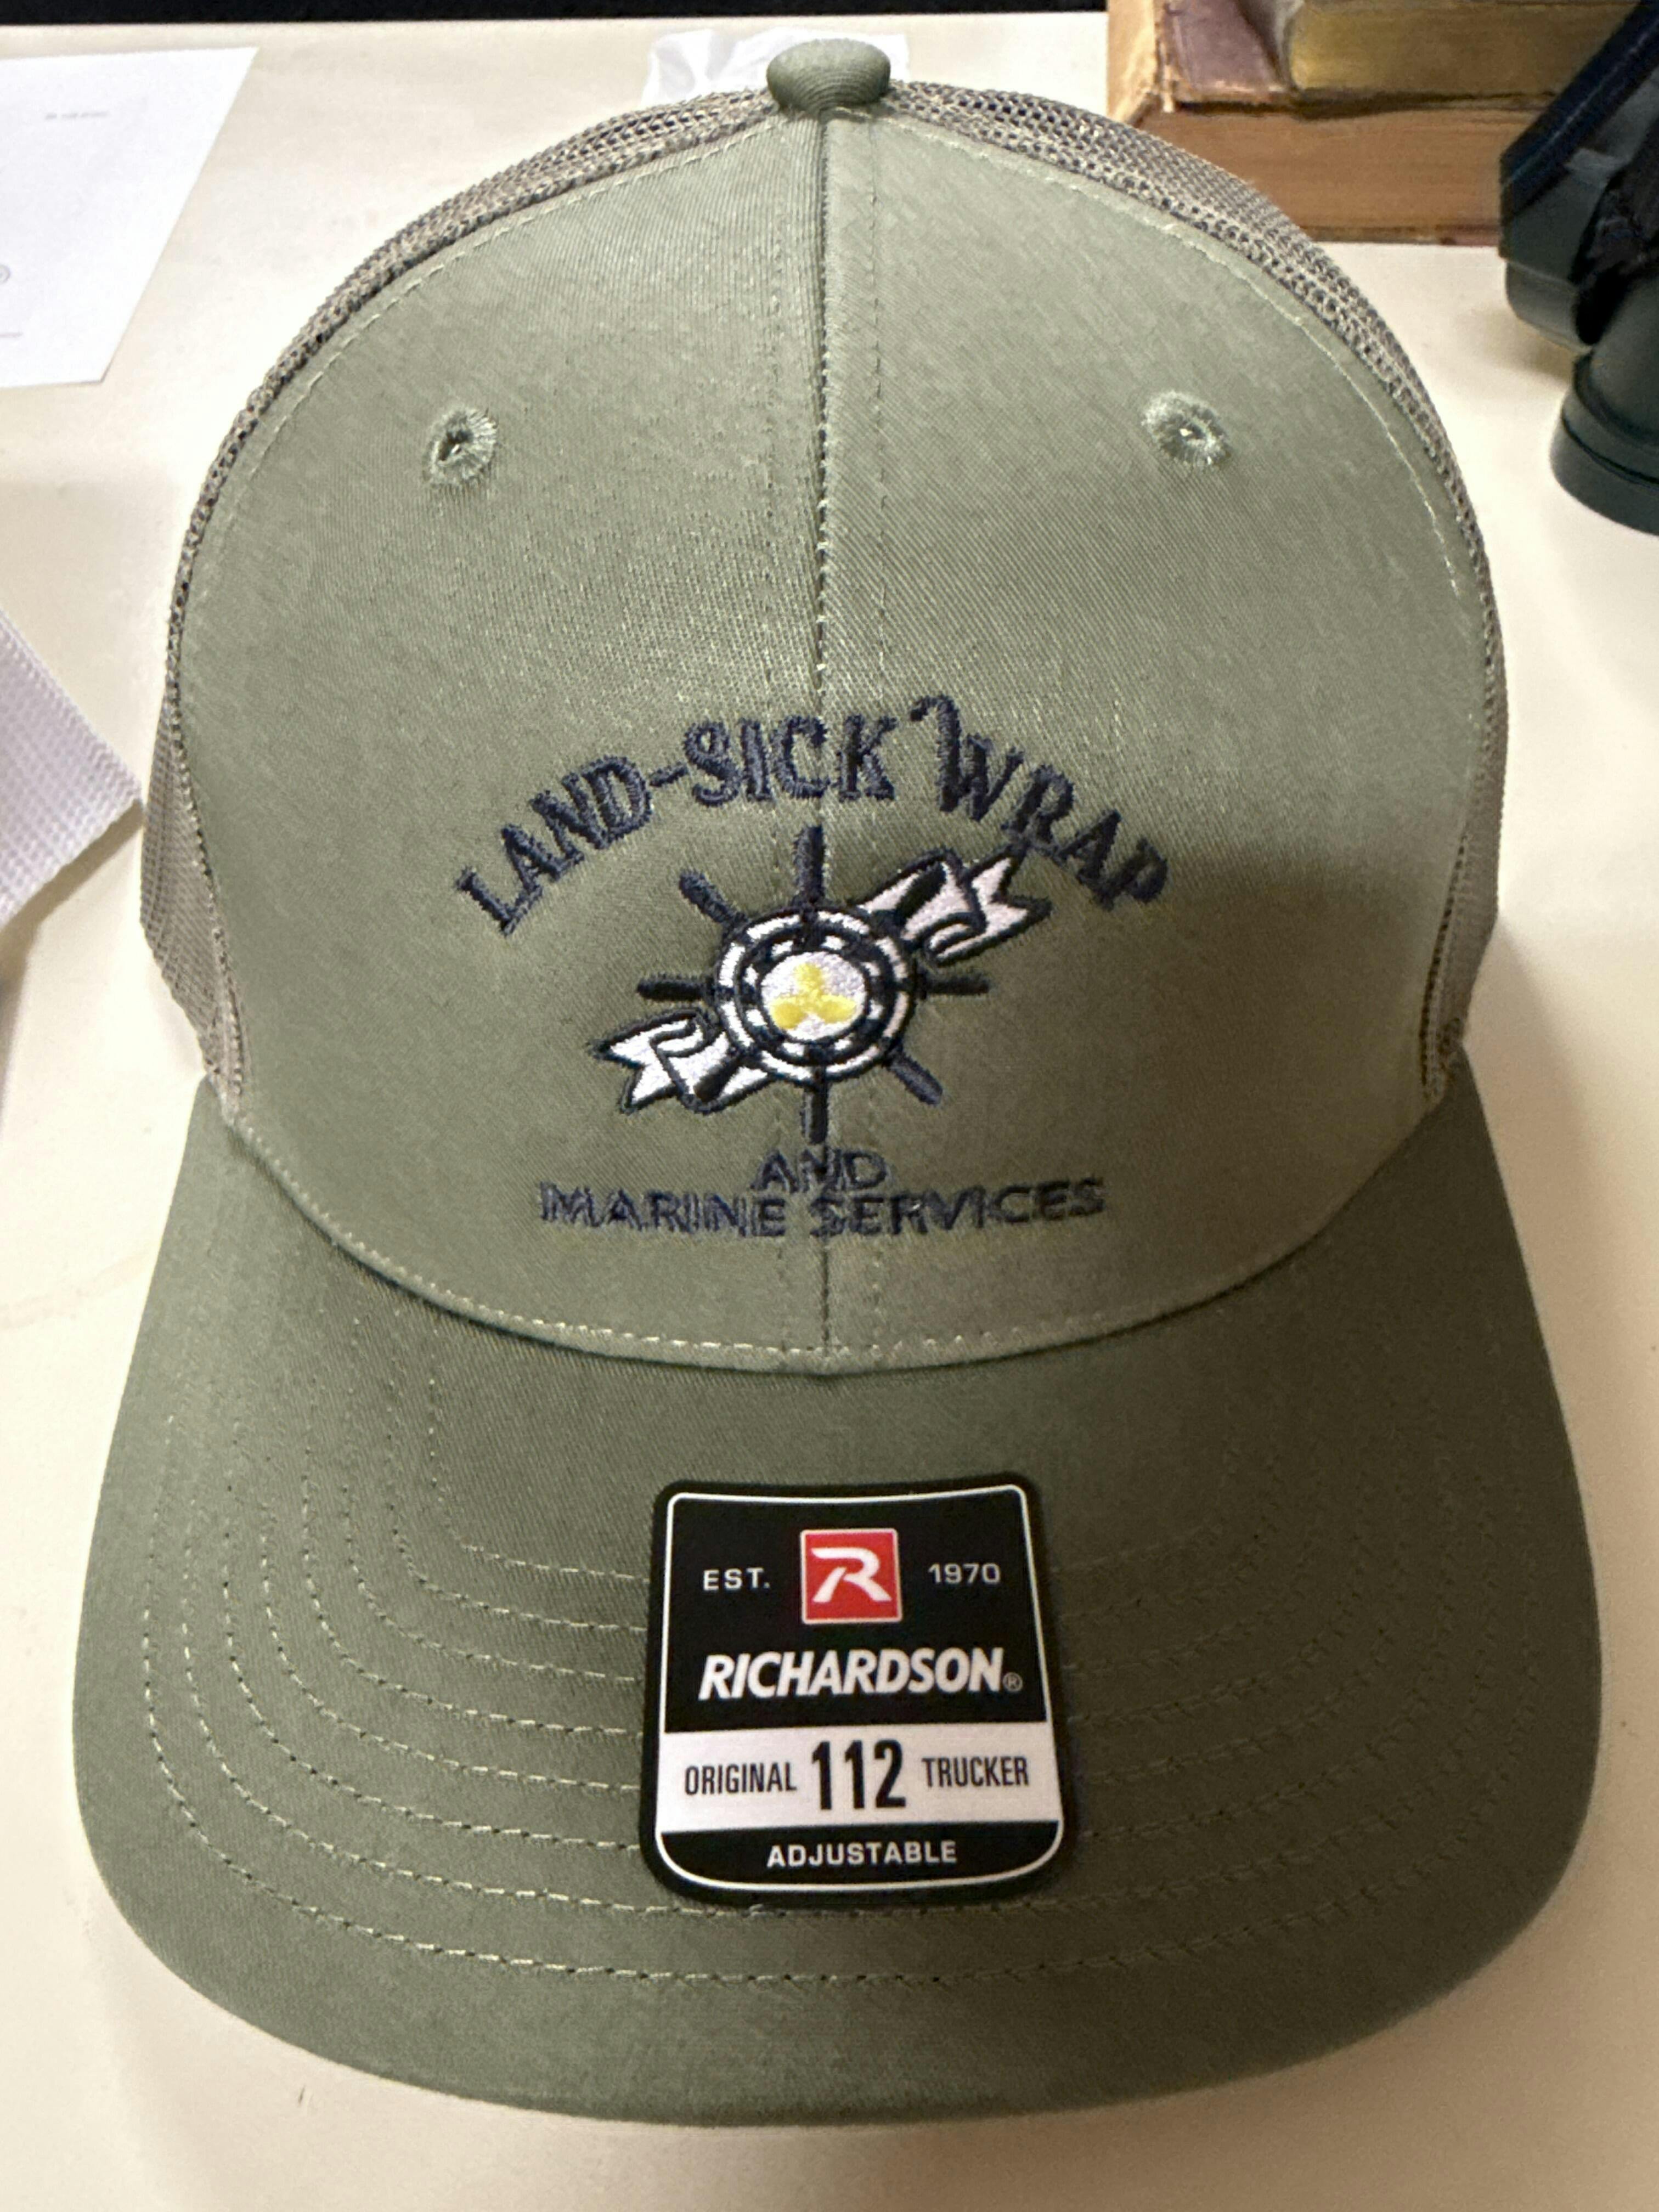 LAND-SICK WRAP
AND
MARINE SERVICES
EST. R 1970
RICHARDSON®
ORIGINAL 112 TRUCKER
ADJUSTABLE